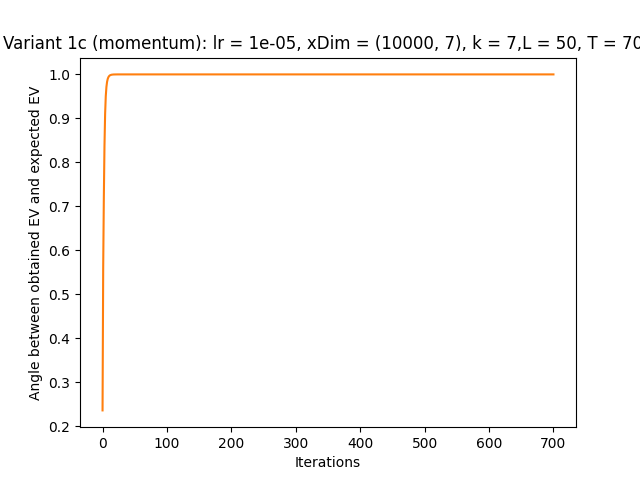 Variant 1c (momentum): lr = 1e-05, xDim = (10000, 7), k = 7,L = 50, T = 70
Angle between obtained EV and expected EV
1.0
0.9
0.8
0.7
0.6
0.5
0.4
0.3
0.2
0 100 200 300 400 500 600 700
Iterations